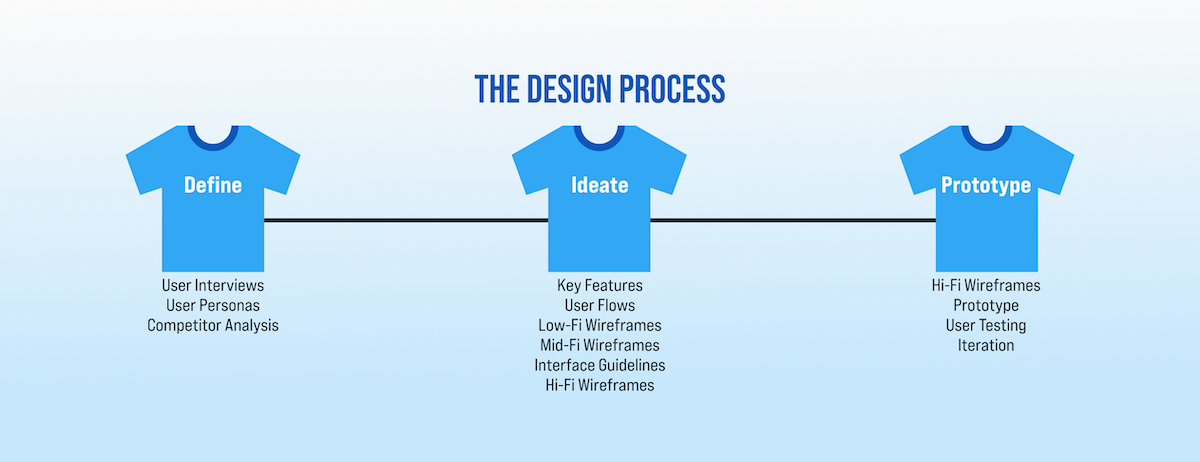 THE DESIGN PROCESS
Define
User Interviews
User Personas
Competitor Analysis
Ideate
Key Features
User Flows
Low-Fi Wireframes
Mid-Fi Wireframes
Interface Guidelines
Hi-Fi Wireframes
Prototype
Hi-Fi Wireframes
Prototype
User Testing
Iteration